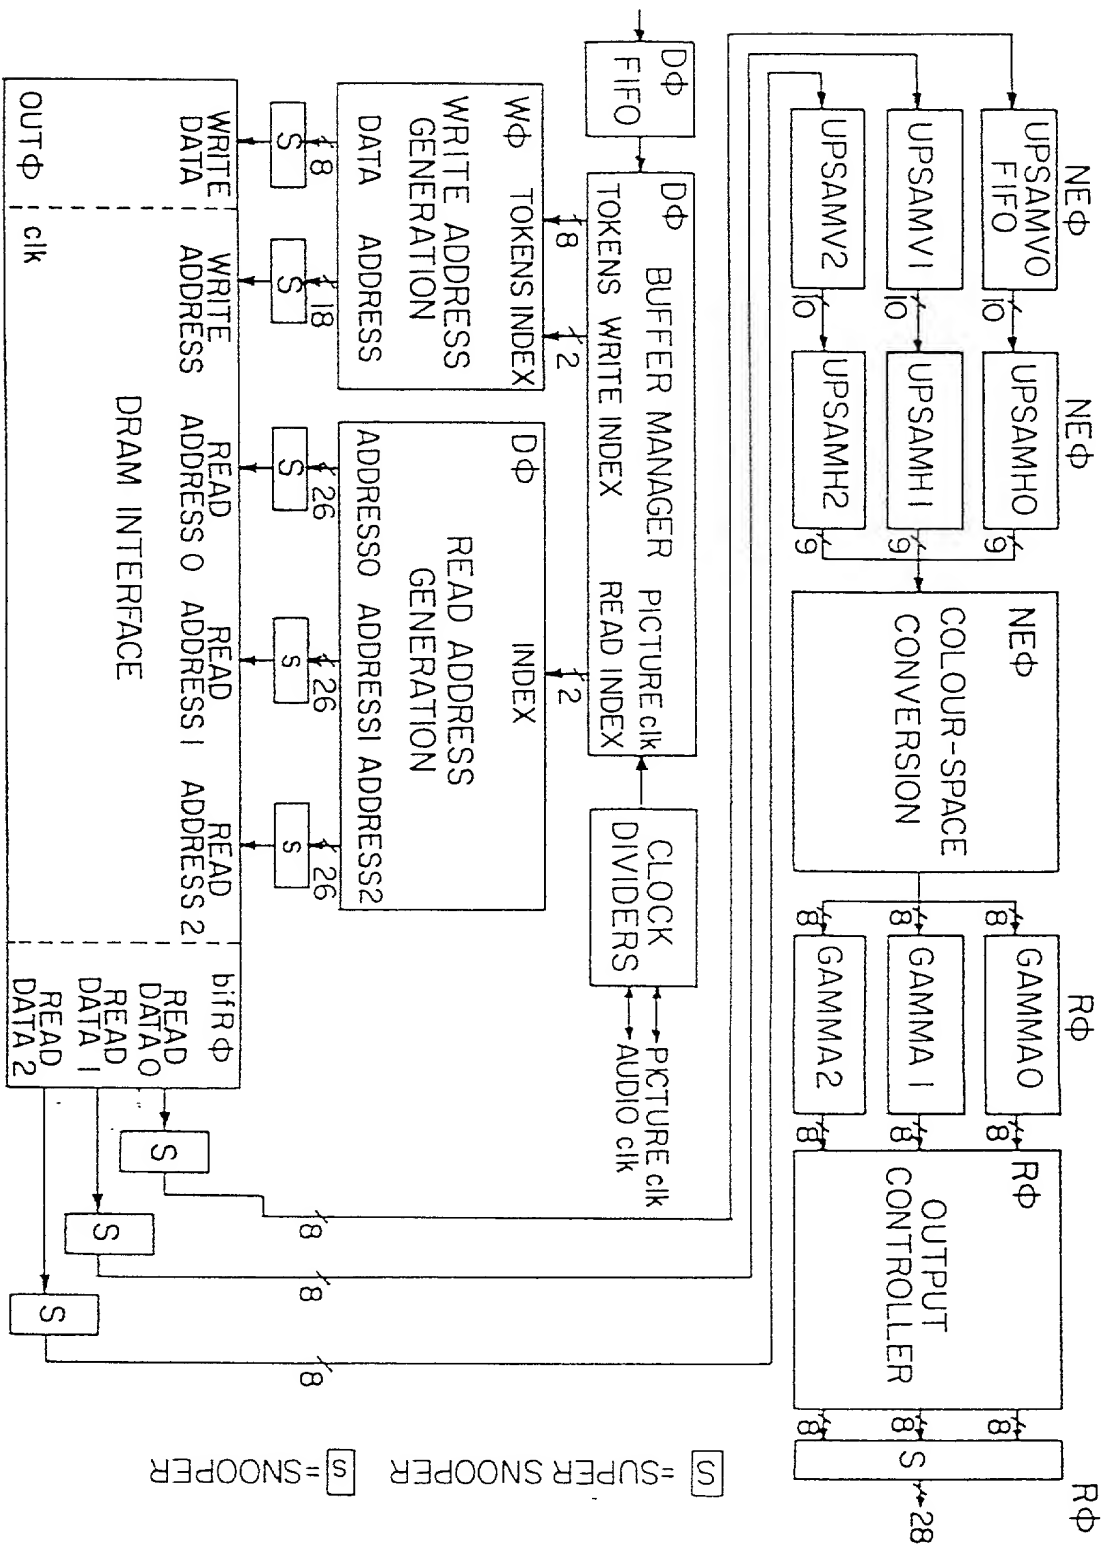 NEΦ
NEΦ
RΦ
RΦ
UPSAMV0
FIFO
10
UPSAMH0
9
UPSAMV1
10
UPSAMH1
9
UPSAMV2
10
UPSAMH2
9
NEΦ
COLOUR-SPACE
CONVERSION
8
GAMMA0
8
8
GAMMA1
8
8
GAMMA2
8
RΦ
OUTPUT
CONTROLLER
8
8
8
S
28
DΦ
FIFO
DΦ
BUFFER MANAGER
PICTURE clk
TOKENS
WRITE INDEX
READ INDEX
CLOCK
DIVIDERS
PICTURE clk
AUDIO clk
8
2
2
WΦ
TOKENS
INDEX
WRITE ADDRESS
GENERATION
DATA
ADDRESS
DΦ
INDEX
READ ADDRESS
GENERATION
ADDRESS0
ADDRESS1
ADDRESS2
8
18
26
26
26
S
S
S
s
s
WRITE
DATA
WRITE
ADDRESS
READ
ADDRESS 0
READ
ADDRESS 1
READ
ADDRESS 2
OUTΦ
clk
DRAM INTERFACE
bifRΦ
READ
DATA0
READ
DATA 1
READ
DATA 2
S
8
S
8
S
8
S =SUPER SNOOPER
s =SNOOPER